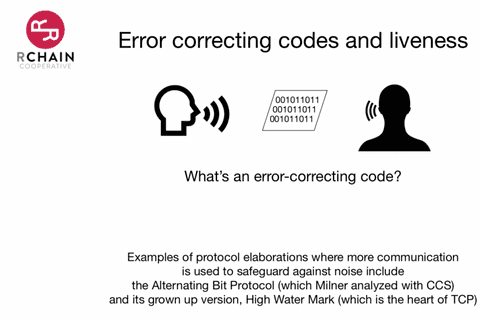 RCHAIN
COOPERATIVE
Error correcting codes and liveness
001011011
001011011
001011011
What's an error-correcting code?
Examples of protocol elaborations where more communication
is used to safeguard against noise include
the Alternating Bit Protocol (which Milner analyzed with CCS)
and its grown up version, High Water Mark (which is the heart of TCP)